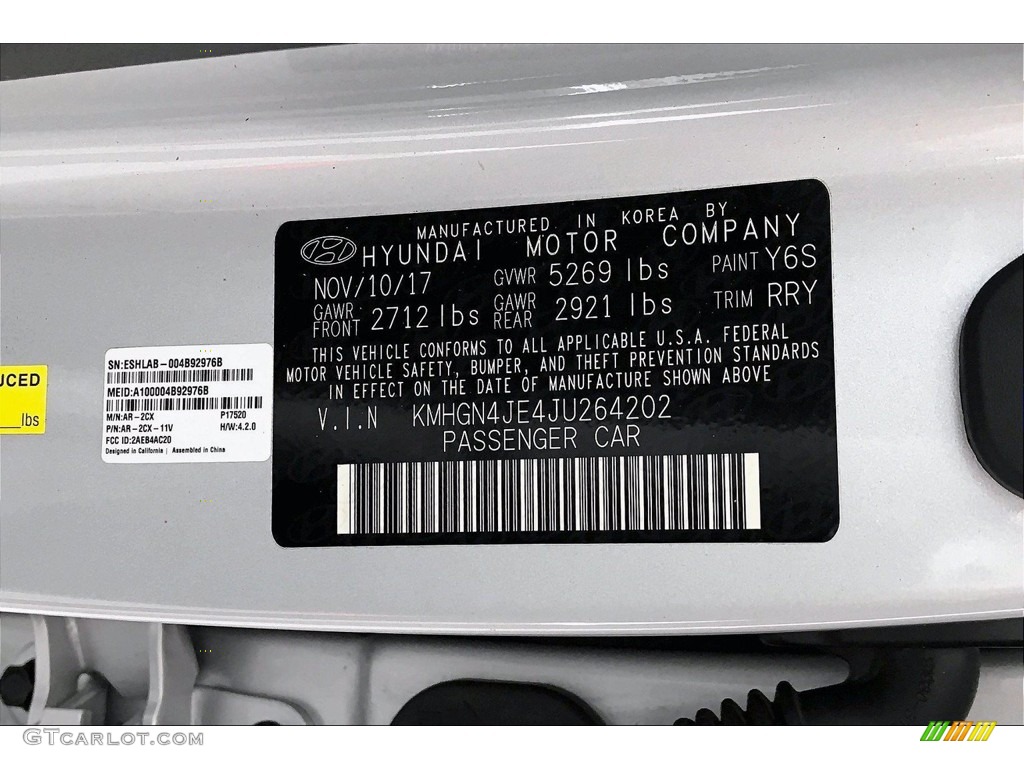 MANUFACTURED IN KOREA BY
HYUNDAI MOTOR COMPANY
NOV/10/17 GVWR 5269 lbs PAINT Y6S
GAWR FRONT 2712 lbs GAWR REAR 2921 lbs TRIM RRY
THIS VEHICLE CONFORMS TO ALL APPLICABLE U.S.A. FEDERAL
MOTOR VEHICLE SAFETY, BUMPER, AND THEFT PREVENTION STANDARDS
IN EFFECT ON THE DATE OF MANUFACTURE SHOWN ABOVE
V.I.N KMHGN4JE4JU264202
PASSENGER CAR
UCED
lbs
SN:ESHLAB-004B92976B
MEID:A100004B92976B
M/N:AR-2CX P17520
P/N:AR-2CX-11V H/W:4.2.0
FCC ID:2AEB4AC20
Designed in California | Assembled in China
GTCarLot.com